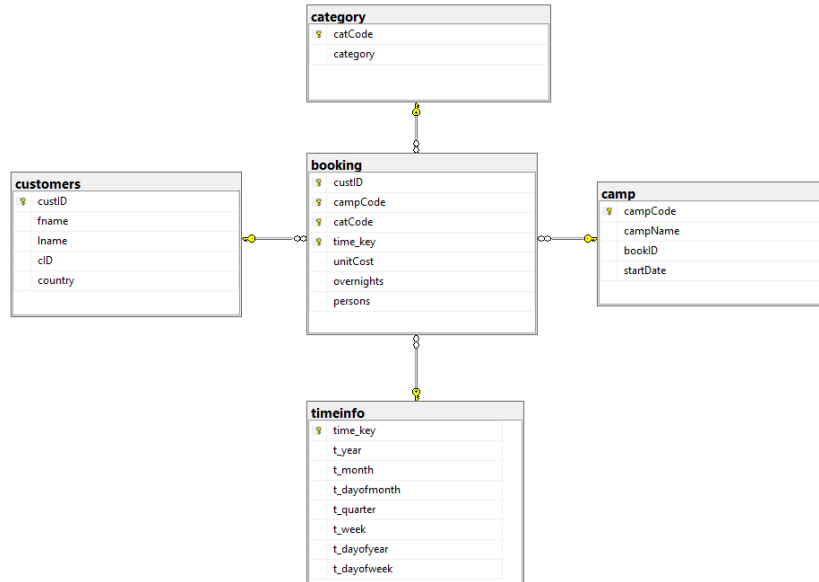 category
catCode
category
booking
custID
campCode
catCode
time_key
unitCost
overnights
persons
customers
custID
fname
lname
cID
country
camp
campCode
campName
bookID
startDate
timeinfo
time_key
t_year
t_month
t_dayofmonth
t_quarter
t_week
t_dayofyear
t_dayofweek